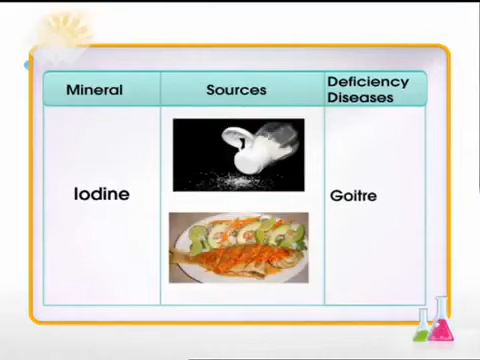 Mineral
Sources
Deficiency
Diseases
Iodine
Goitre